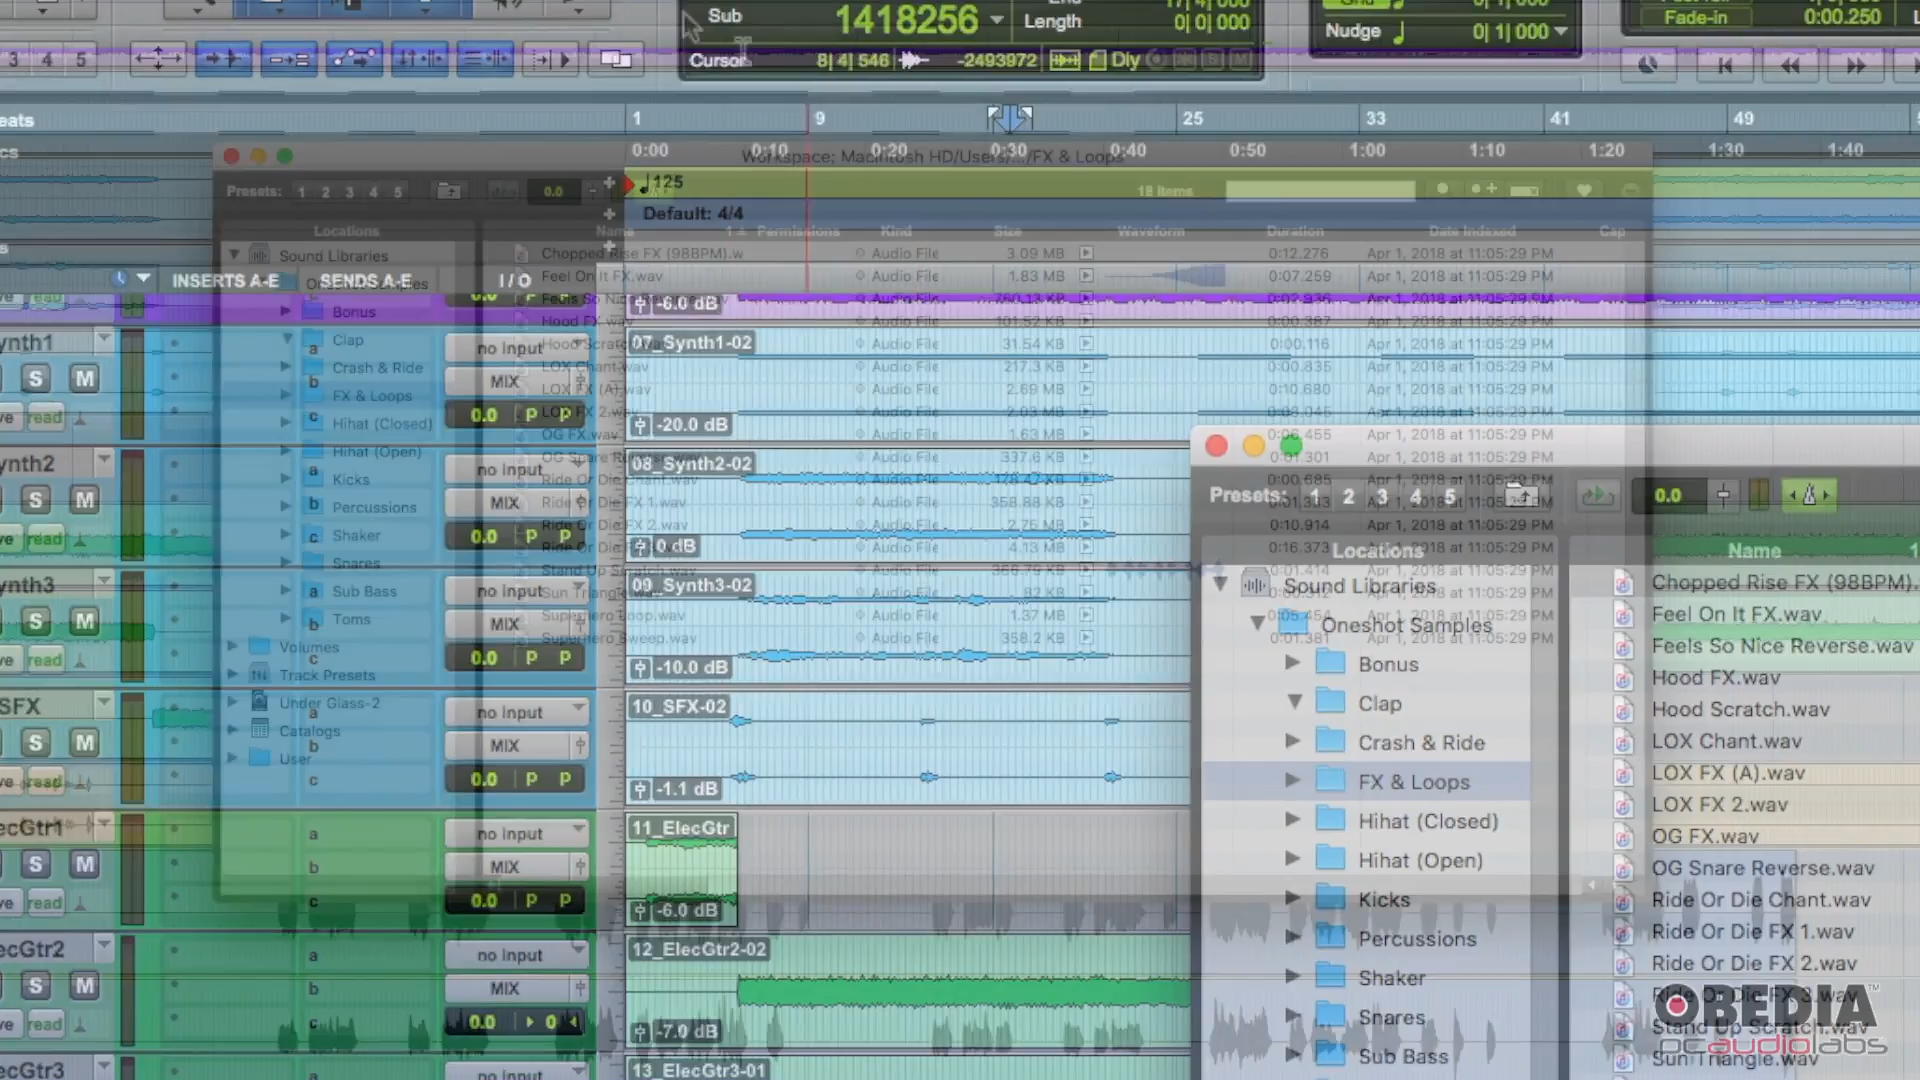 Sub 1418256 Length 0| 0| 000
Fade-in 0:00.250
Nudge 0| 1| 000
3 4 5
Cursor 8| 4| 546 -2493972 Dly
eats 1 9 25 33 41 49
0:00 0:10 0:20 0:30 0:40 0:50 1:00 1:10 1:20 1:30 1:40
Workspace: Macintosh HD/Users/.../FX & Loops
Presets: 1 2 3 4 5 0.0 125 18 items
Default: 4/4
Locations Name Permissions Kind Size Waveform Duration Date Indexed Cap
Sound Libraries
Chopped Rise FX (98BPM).w Audio File 3.09 MB 0:12.276 Apr 1, 2018 at 11:05:29 PM
Feel On It FX.wav Audio File 1.83 MB 0:07.259 Apr 1, 2018 at 11:05:29 PM
INSERTS A-E SENDS A-E I / O
Audio File 0:02.936 Apr 1, 2018 at 11:05:29 PM
Hood FX.wav Audio File 101.52 KB 0:00.387 Apr 1, 2018 at 11:05:29 PM
Audio File 31.54 KB 0:00.116 Apr 1, 2018 at 11:05:29 PM
LOX Chant.wav Audio File 217.3 KB 0:00.835 Apr 1, 2018 at 11:05:29 PM
LOX FX (A).wav Audio File 2.69 MB 0:10.680 Apr 1, 2018 at 11:05:29 PM
LOX FX 2.wav Audio File 2.03 MB 0:08.045 Apr 1, 2018 at 11:05:29 PM
OG FX.wav Audio File 1.63 MB 0:06.455 Apr 1, 2018 at 11:05:29 PM
Audio File 337.6 KB 0:01.301 Apr 1, 2018 at 11:05:29 PM
Ride Or Die Chant.wav Audio File 178.47 KB 0:00.685 Apr 1, 2018 at 11:05:29 PM
Ride Or Die FX 1.wav Audio File 358.88 KB Apr 1, 2018 at 11:05:29 PM
Ride Or Die FX 2.wav Audio File 2.75 MB 0:10.914 Apr 1, 2018 at 11:05:29 PM
Audio File 4.13 MB 0:16.373 Apr 1, 2018 at 11:05:29 PM
Stand Up Scratch.wav Audio File 0:01.414 Apr 1, 2018 at 11:05:29 PM
Sun Triangle.wav Audio File 82 KB Apr 1, 2018 at 11:05:29 PM
Superhero Loop.wav Audio File 1.37 MB 0:05.454 Apr 1, 2018 at 11:05:29 PM
Superhero Sweep.wav Audio File 358.2 KB 0:01.381 Apr 1, 2018 at 11:05:29 PM
Bonus
Clap
Crash & Ride
FX & Loops
Hihat (Closed)
Hihat (Open)
Kicks
Percussions
Shaker
Snares
Sub Bass
Toms
Volumes
Track Presets
Under Glass-2
Catalogs
User
-6.0 dB
ynth1 S M read a b c no input MIX 0.0 P P
07_Synth1-02
-20.0 dB
ynth2 S M read a b c no input MIX 0.0 P P
08_Synth2-02
0 dB
ynth3 S M read a b c no input MIX 0.0 P P
09_Synth3-02
-10.0 dB
SFX S M read a b c no input MIX 0.0 P P
10_SFX-02
-1.1 dB
ecGtr1 S M read a b c no input MIX 0.0 P P
11_ElecGtr
-6.0 dB
ecGtr2 S M read a b c no input MIX 0.0 0
12_ElecGtr2-02
-7.0 dB
ecGtr3 a no input
13_ElecGtr3-01
Presets: 1 2 3 4 5 0.0
Locations Name 1
Sound Libraries
Oneshot Samples
Bonus
Clap
Crash & Ride
FX & Loops
Hihat (Closed)
Hihat (Open)
Kicks
Percussions
Shaker
Snares
Sub Bass
Chopped Rise FX (98BPM).
Feel On It FX.wav
Feels So Nice Reverse.wav
Hood FX.wav
Hood Scratch.wav
LOX Chant.wav
LOX FX (A).wav
LOX FX 2.wav
OG FX.wav
OG Snare Reverse.wav
Ride Or Die Chant.wav
Ride Or Die FX 1.wav
Ride Or Die FX 2.wav
Ride Or Die FX 3.wav
Stand Up Scratch.wav
Sun Triangle.wav
OBEDIA™
pcaudiolabs